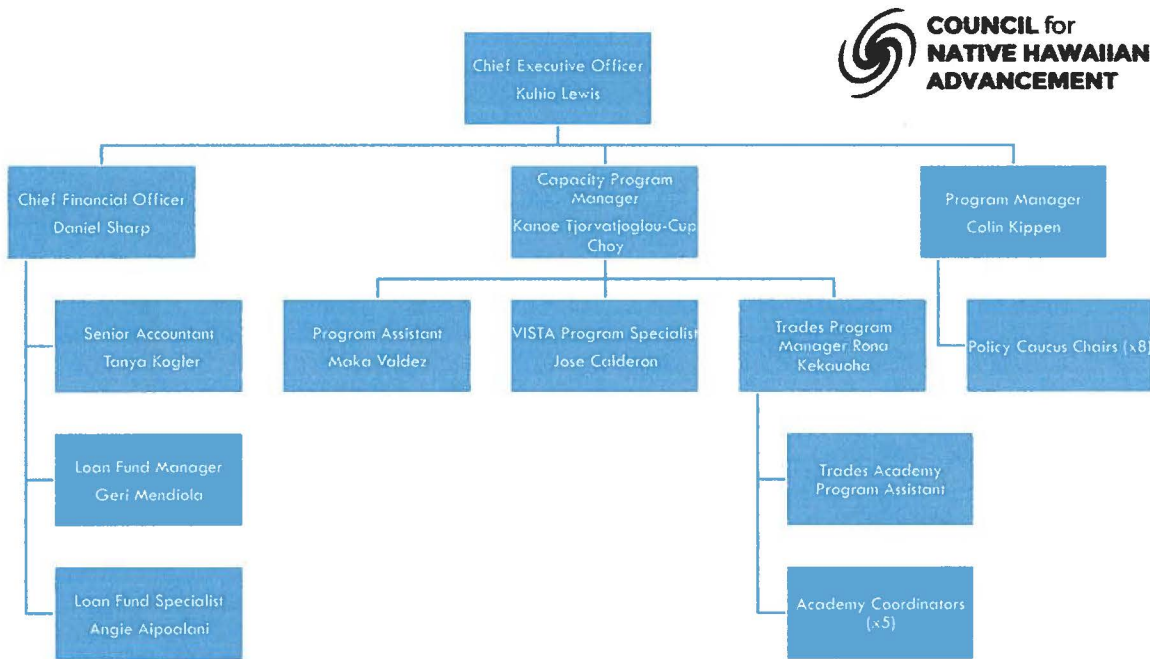 COUNCIL for
NATIVE HAWAIIAN
ADVANCEMENT
Chief Executive Officer
Kuhio Lewis
Chief Financial Officer
Daniel Sharp
Capacity Program
Manager
Kanoe Tjorvatjoglou-Cup
Choy
Program Manager
Colin Kippen
Senior Accountant
Tanya Kogler
Program Assistant
Maka Valdez
VISTA Program Specialist
Jose Calderon
Trades Program
Manager Rona
Kekauoha
Policy Caucus Chairs (x8)
Loan Fund Manager
Geri Mendiola
Trades Academy
Program Assistant
Loan Fund Specialist
Angie Aipoalani
Academy Coordinators
(x5)